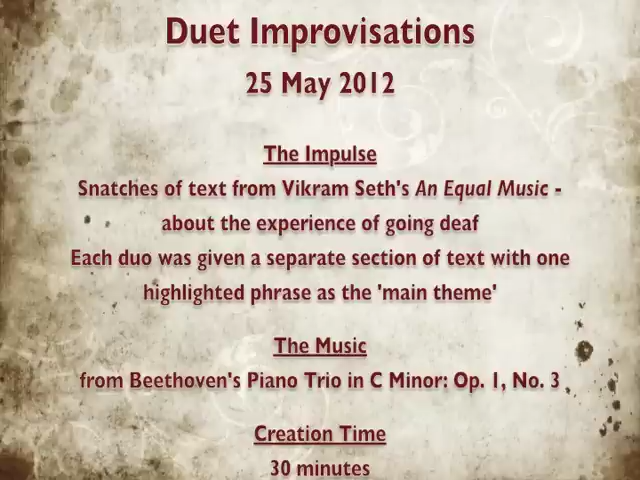 Duet Improvisations
25 May 2012
The Impulse
Snatches of text from Vikram Seth's An Equal Music -
about the experience of going deaf
Each duo was given a separate section of text with one
highlighted phrase as the 'main theme'
The Music
from Beethoven's Piano Trio in C Minor: Op. 1, No. 3
Creation Time
30 minutes